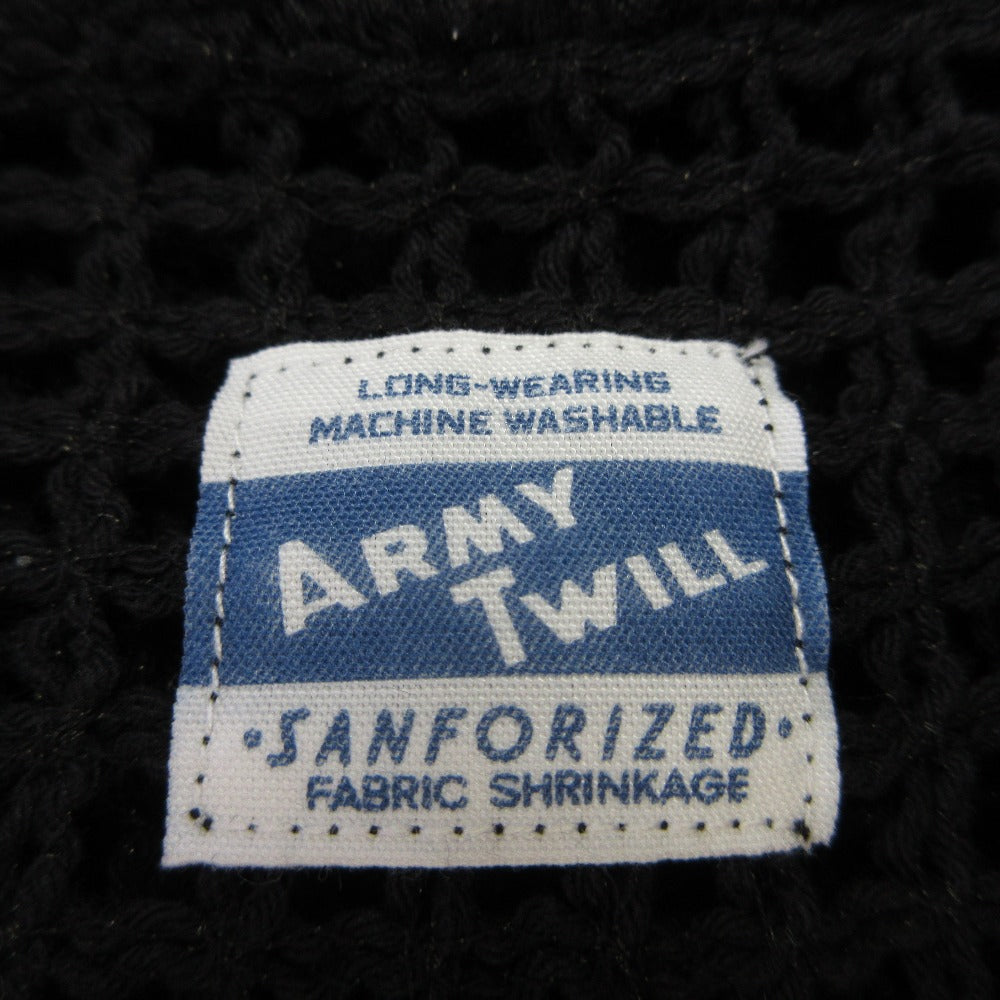 LONG-WEARING
MACHINE WASHABLE
ARMY
TWILL
·SANFORIZED·
FABRIC SHRINKAGE